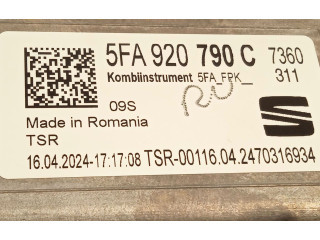 5FA 920 790 C 7360
Kombiinstrument 5FA_FPK_ 311
09S
Made in Romania
TSR
16.04.2024-17:17:08 TSR-00116.04.2470316934